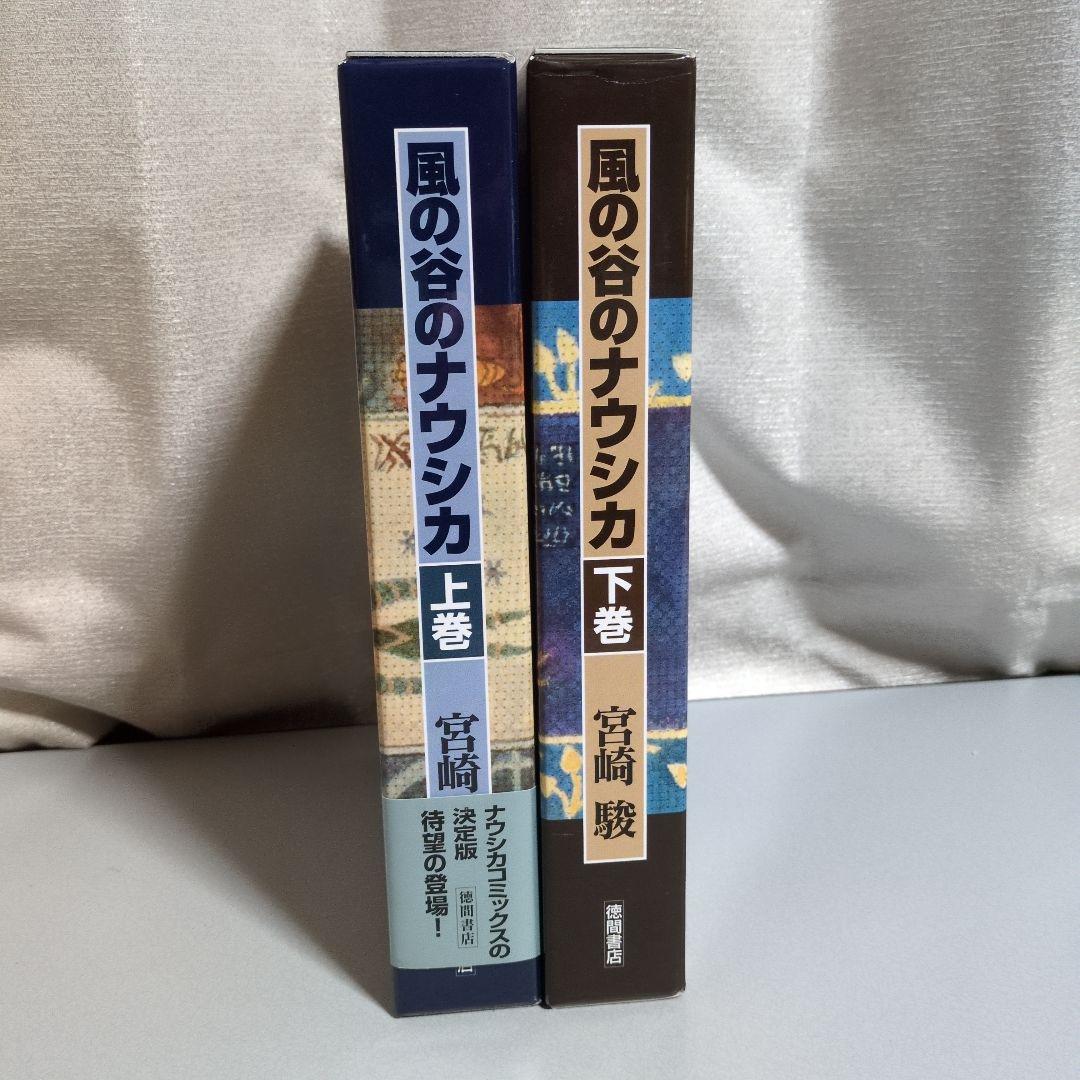 風の谷のナウシカ
上巻
宮崎
ナウシカコミックスの
決定版
待望の登場!
徳間書店
店
風の谷のナウシカ
下巻
宮崎 駿
徳間書店